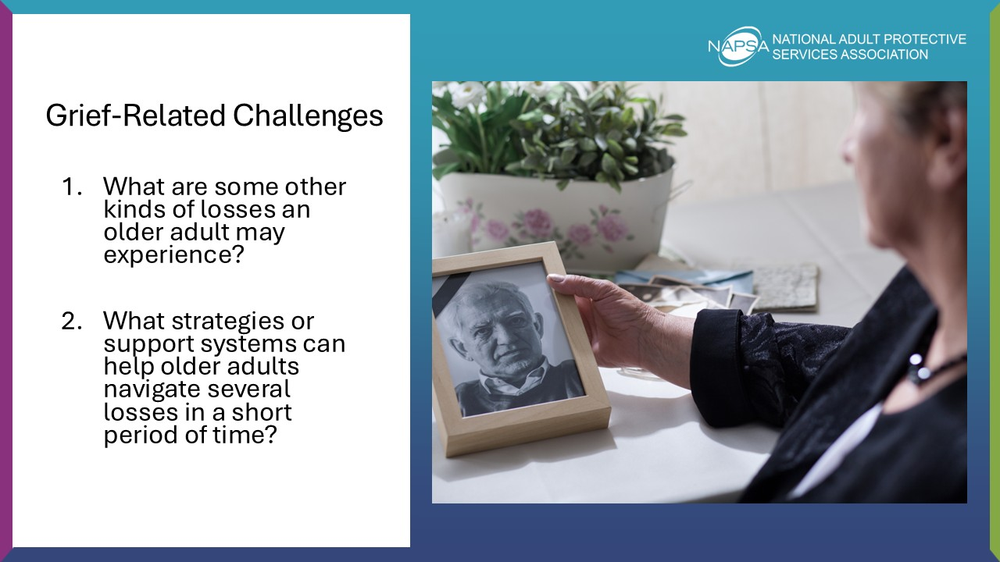 NAPSA
NATIONAL ADULT PROTECTIVE
SERVICES ASSOCIATION
Grief-Related Challenges
1. What are some other
kinds of losses an
older adult may
experience?
2. What strategies or
support systems can
help older adults
navigate several
losses in a short
period of time?